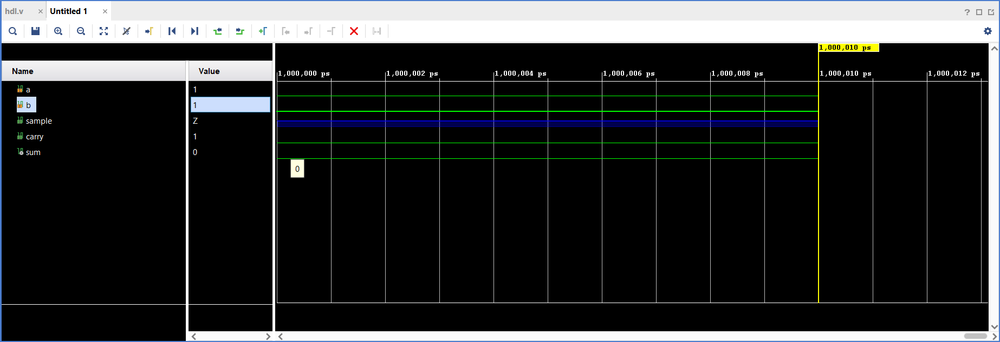 hdl.v × Untitled 1 ×
?
1,000,010 ps
Name Value
1,000,000 ps 1,000,002 ps 1,000,004 ps 1,000,006 ps 1,000,008 ps 1,000,010 ps 1,000,012 ps
a 1
b 1
sample Z
carry 1
sum 0
0